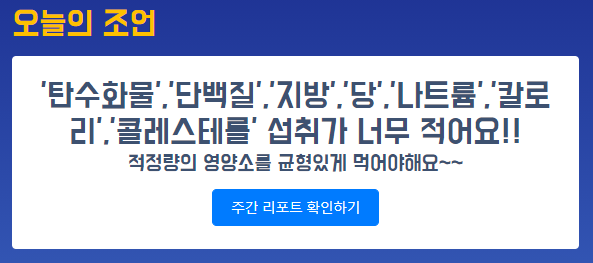 오늘의 조언
'탄수화물','단백질','지방','당','나트륨','칼로
리','콜레스테롤' 섭취가 너무 적어요!!
적정량의 영양소를 균형있게 먹어야해요~~
주간 리포트 확인하기